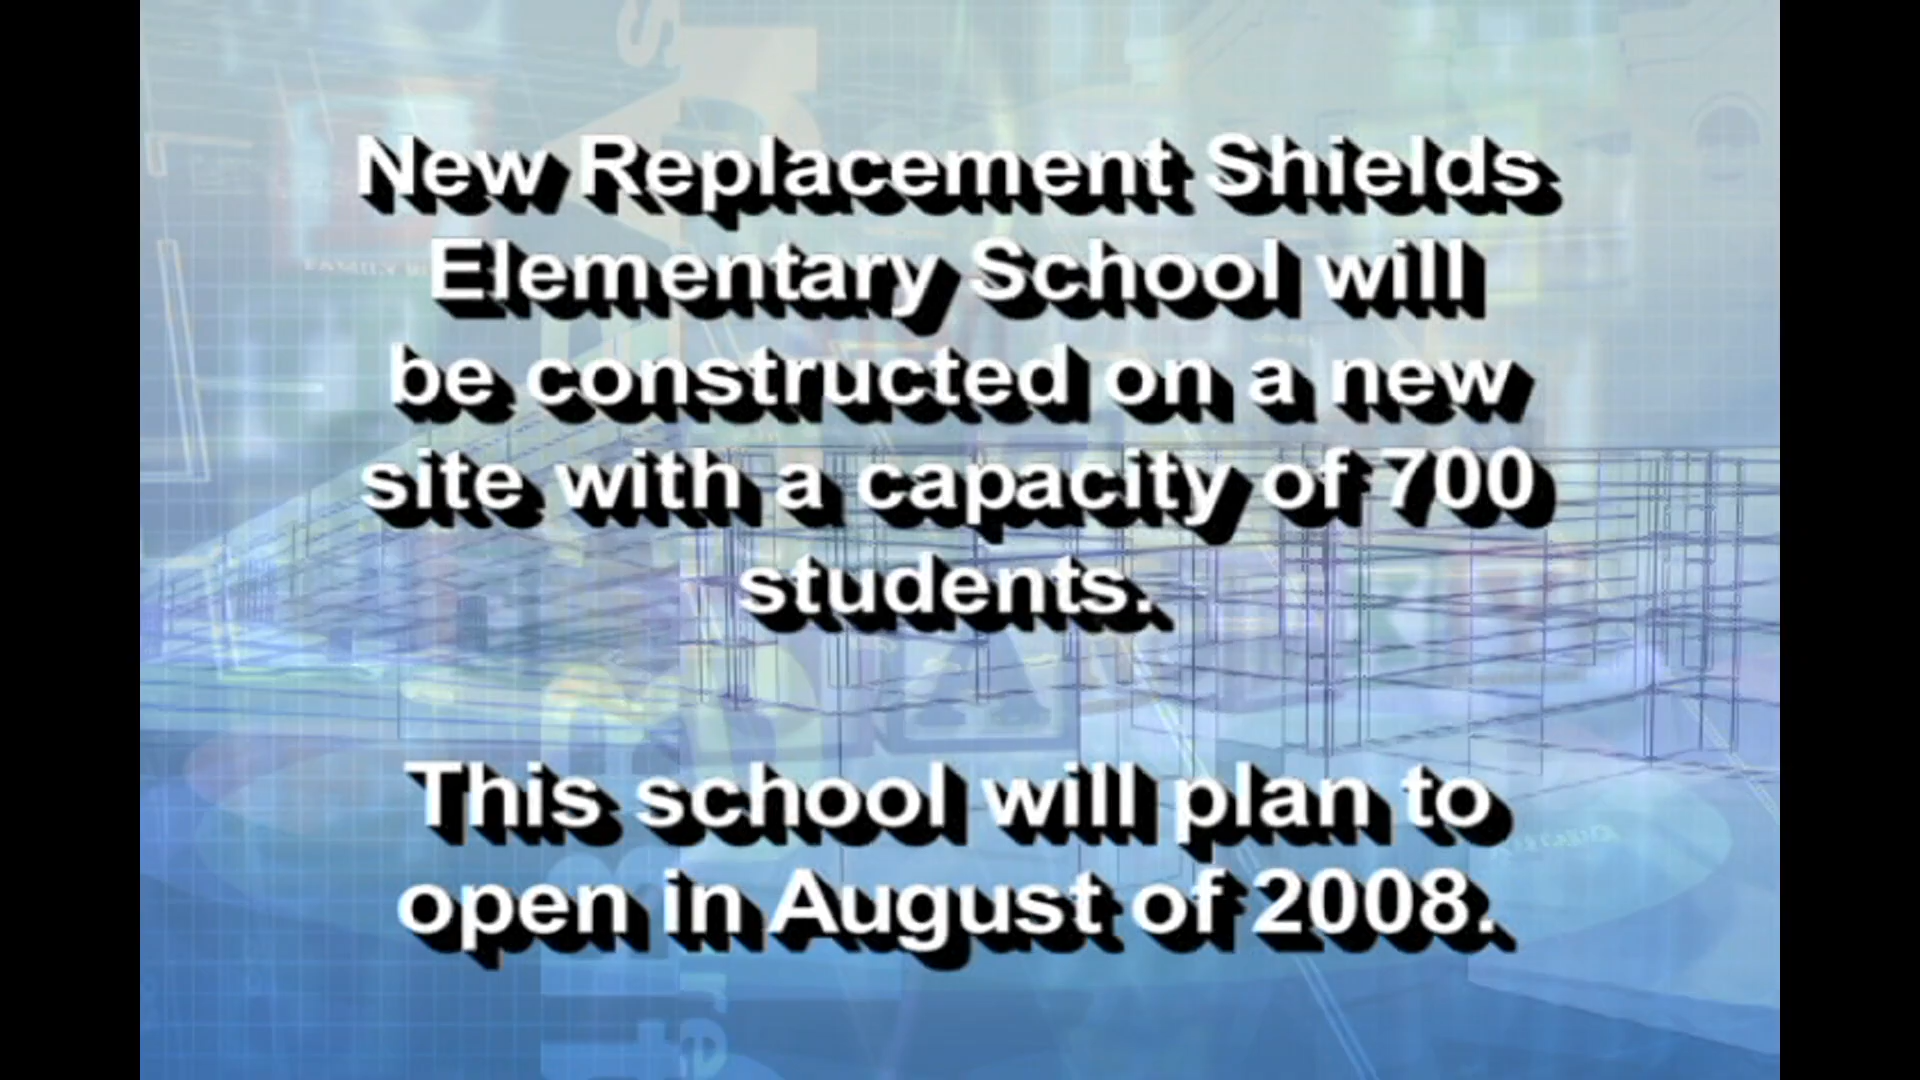 New Replacement Shields
Elementary School will
be constructed on a new
site with a capacity of 700
students.
This school will plan to
open in August of 2008.